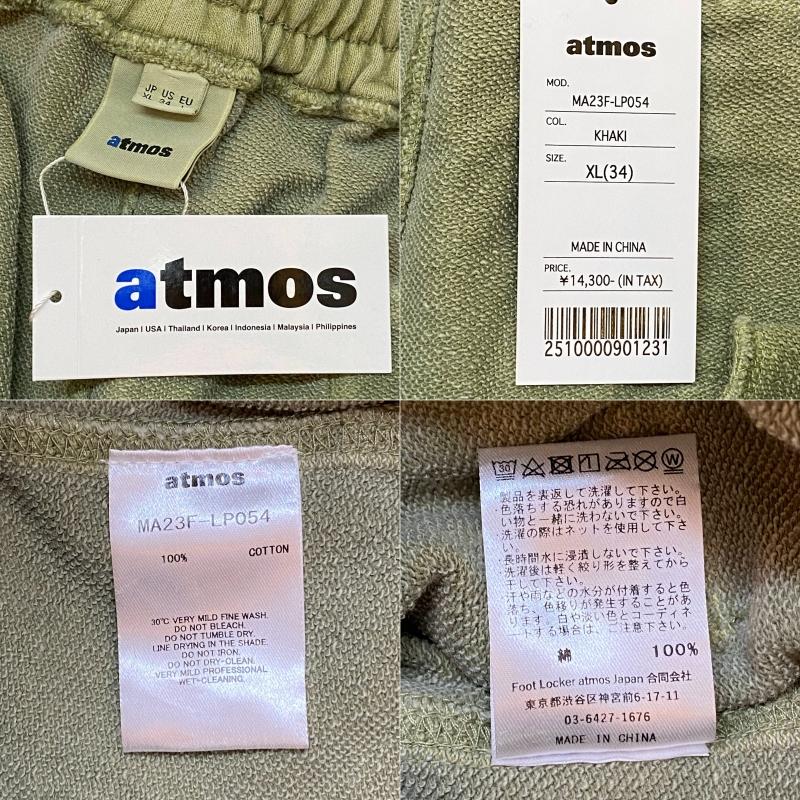 JP US EU
XL 34 L
atmos
atmos
Japan | USA | Thailand | Korea | Indonesia | Malaysia | Philippines
atmos
MOD.
MA23F-LP054
COL.
KHAKI
SIZE.
XL(34)
MADE IN CHINA
PRICE.
¥14,300- (IN TAX)
2510000901231
atmos
MA23F-LP054
100% COTTON
30℃ VERY MILD FINE WASH.
DO NOT BLEACH.
DO NOT TUMBLE DRY.
LINE DRYING IN THE SHADE.
DO NOT IRON.
DO NOT DRY-CLEAN.
VERY MILD PROFESSIONAL
WET-CLEANING.
30 W
製品を裏返して洗濯して下さい。
・色落ちする恐れがありますので白
い物と一緒に洗わないで下さい。
・洗濯の際はネットを使用して下さ
い。
・長時間水に浸漬しないで下さい。
・洗濯後は軽く絞り形を整えてから
干して下さい。
・汗や雨などの水分が付着すると色
落ち、色移りが発生することがあ
ります。白や淡い色とコーディネ
ートする場合は、ご注意下さい。
綿 100%
Foot Locker atmos Japan 合同会社
東京都渋谷区神宮前6-17-11
03-6427-1676
MADE IN CHINA